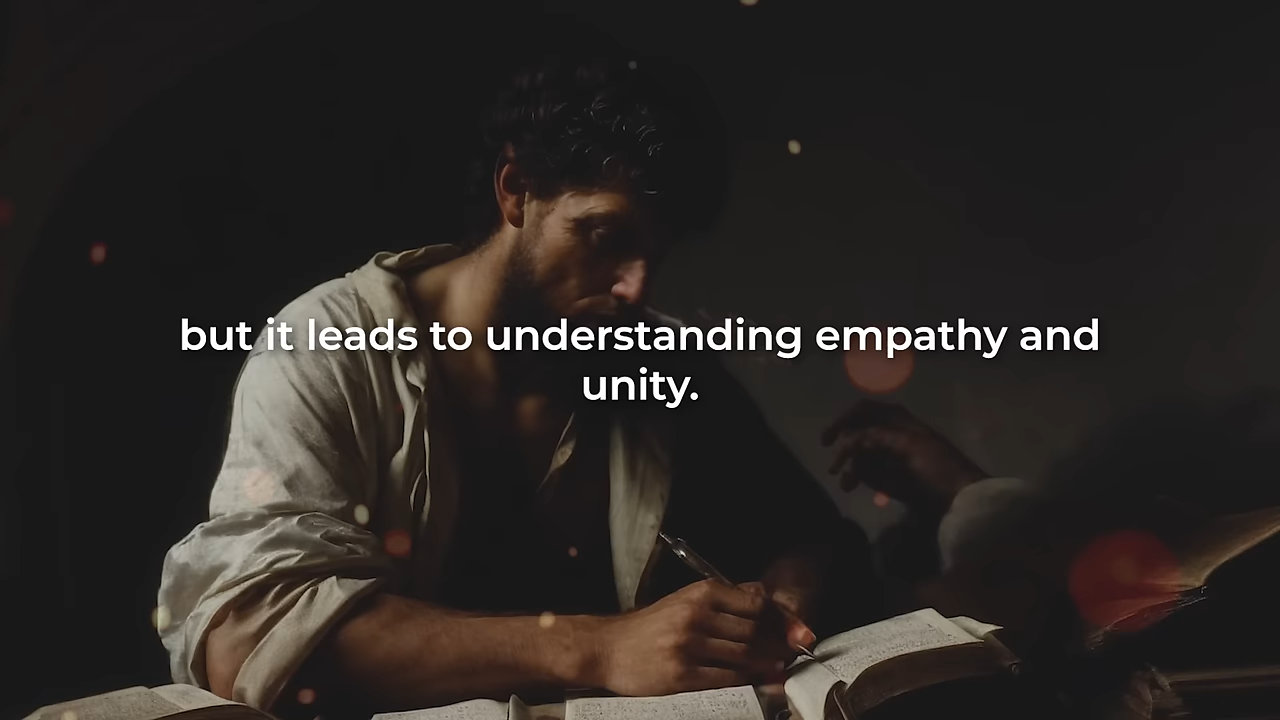 but it leads to understanding empathy and
unity.